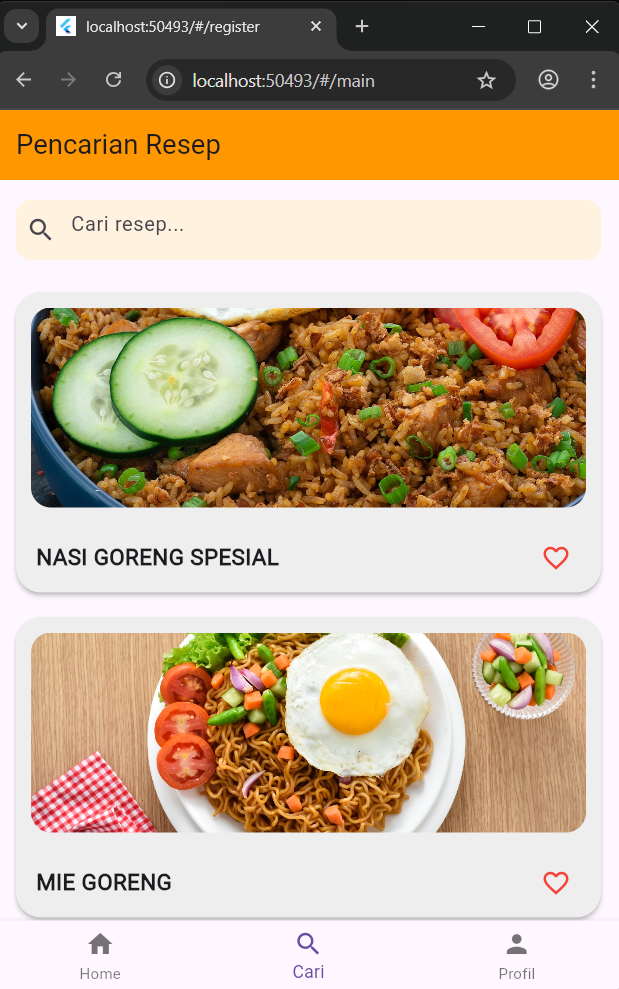 localhost:50493/#/register
localhost:50493/#/main
Pencarian Resep
Cari resep...
NASI GORENG SPESIAL
MIE GORENG
Home
Cari
Profil